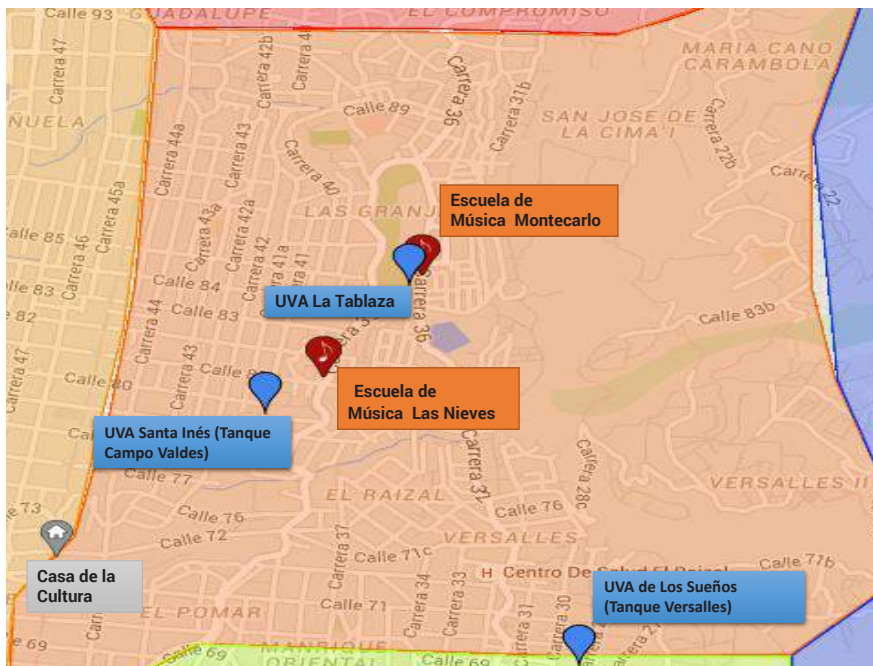 Calle 93
GUADALUPE
EL COMPROMISO
Carrera 47
Carrera 42b
Carrera 36
Carrera 31b
MARIA CANO
CARAMBOLA
Calle 89
SAN JOSE DE
LA CIMA I
Carrera 44a
Carrera 43
Carrera 40
Carrera 22b
Carrera 22
Carrera 45a
Carrera 43a
Carrera 42a
Escuela de
Música Montecarlo
Calle 85
Carrera 46
Carrera 42
Carrera 41a
Carrera 41
Calle 83
Calle 84
UVA La Tablaza
Calle 82
Carrera 44
Calle 83
Carrera 36
Calle 83b
Carrera 47
Carrera 43
Calle 80
Escuela de
Música Las Nieves
UVA Santa Inés (Tanque
Campo Valdes)
Calle 77
Carrera 32
Carrera 28c
VERSALLES II
EL RAIZAL
Calle 76
Calle 76
Calle 73
Calle 72
VERSALLES
Carrera 37
Calle 71c
H Centro De Salud El Raizal
Calle 71b
Casa de la
Cultura
Carrera 34
Carrera 33
UVA de Los Sueños
(Tanque Versalles)
EL POMAR
Calle 71
Carrera 31
Carrera 30
Calle 69
Calle 69
MANRIQUE
ORIENTAL
Calle 69